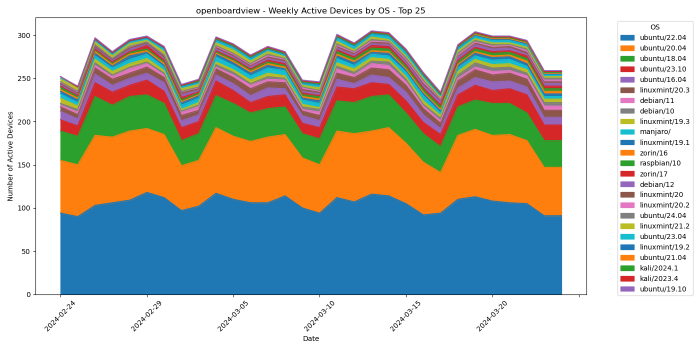 openboardview - Weekly Active Devices by OS - Top 25
Number of Active Devices
300
250
200
150
100
50
0
2024-02-24
2024-02-29
2024-03-05
2024-03-10
2024-03-15
2024-03-20
Date
OS
ubuntu/22.04
ubuntu/20.04
ubuntu/18.04
ubuntu/23.10
ubuntu/16.04
linuxmint/20.3
debian/11
debian/10
linuxmint/19.3
manjaro/
linuxmint/19.1
zorin/16
raspbian/10
zorin/17
debian/12
linuxmint/20
linuxmint/20.2
ubuntu/24.04
linuxmint/21.2
ubuntu/23.04
linuxmint/19.2
ubuntu/21.04
kali/2024.1
kali/2023.4
ubuntu/19.10